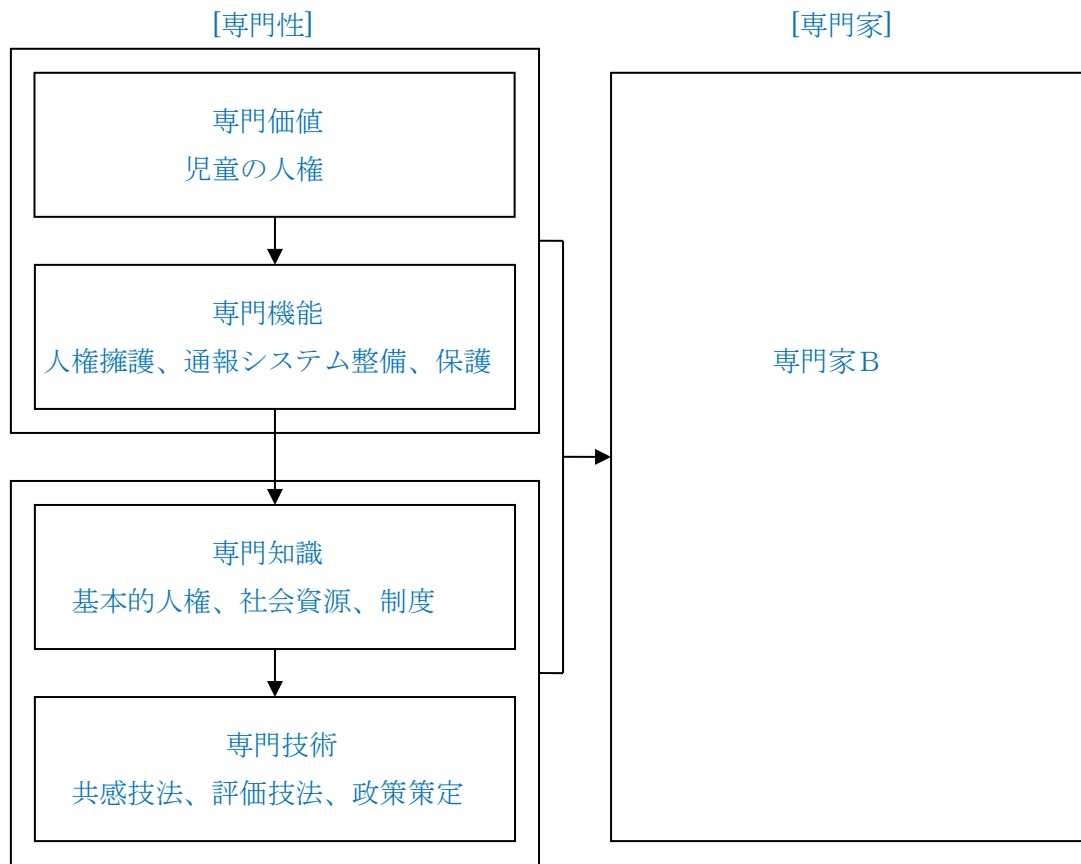 [専門性]
[専門家]
専門価値
児童の人権
専門機能
人権擁護、通報システム整備、保護
専門家B
専門知識
基本的人権、社会資源、制度
専門技術
共感技法、評価技法、政策策定